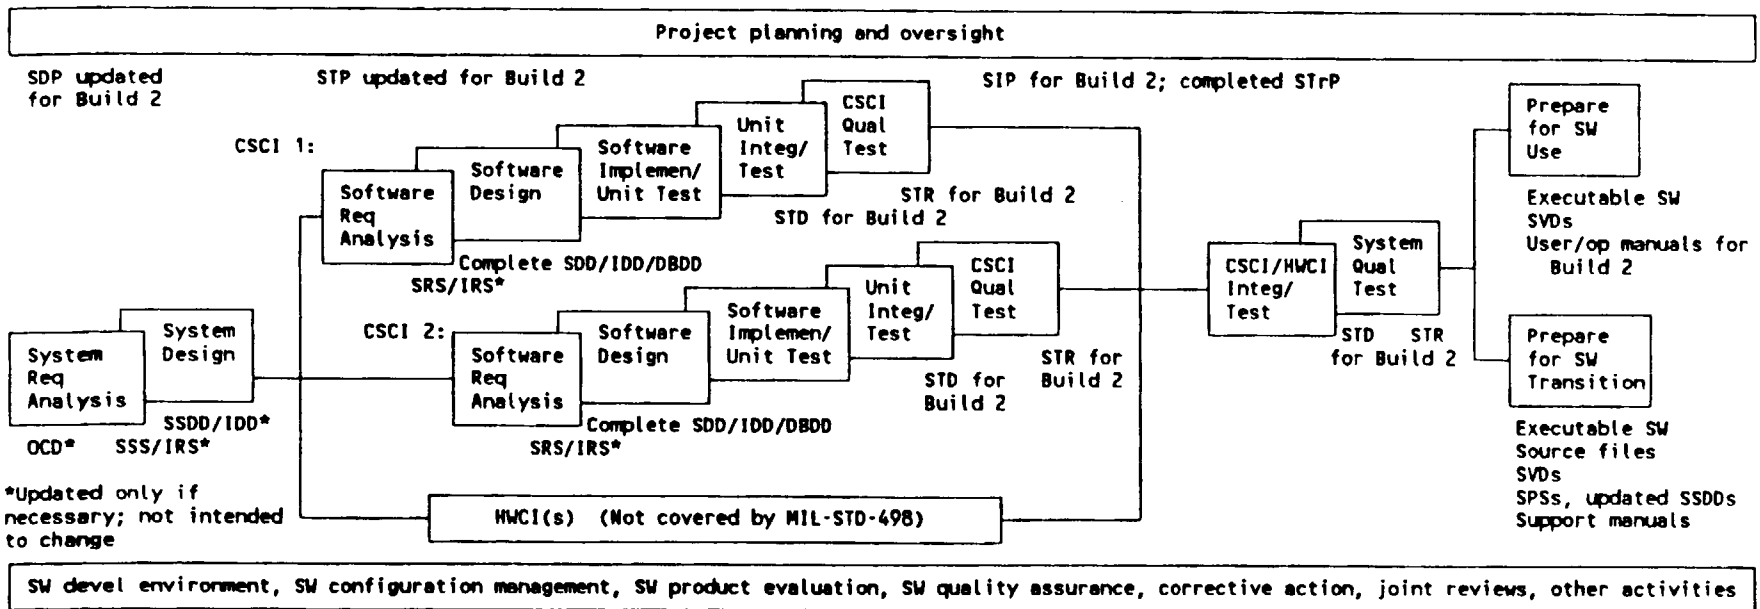 Project planning and oversight
SDP updated
for Build 2
STP updated for Build 2
SIP for Build 2; completed STrP
CSCI 1:
Software
Req
Analysis
Software
Design
Software
Implemen/
Unit Test
Unit
Integ/
Test
CSCI
Qual
Test
STR for Build 2
STD for Build 2
Complete SDD/IDD/DBDD
SRS/IRS*
CSCI 2:
Software
Req
Analysis
Software
Design
Software
Implemen/
Unit Test
Unit
Integ/
Test
CSCI
Qual
Test
STR for
Build 2
STD for
Build 2
Complete SDD/IDD/DBDD
SRS/IRS*
System
Req
Analysis
System
Design
SSDD/IDD*
OCD* SSS/IRS*
*Updated only if
necessary; not intended
to change
HWCI(s) (Not covered by MIL-STD-498)
CSCI/HWCI
Integ/
Test
System
Qual
Test
STD STR
for Build 2
Prepare
for SW
Use
Executable SW
SVDs
User/op manuals for
Build 2
Prepare
for SW
Transition
Executable SW
Source files
SVDs
SPSs, updated SSDDs
Support manuals
SW devel environment, SW configuration management, SW product evaluation, SW quality assurance, corrective action, joint reviews, other activities